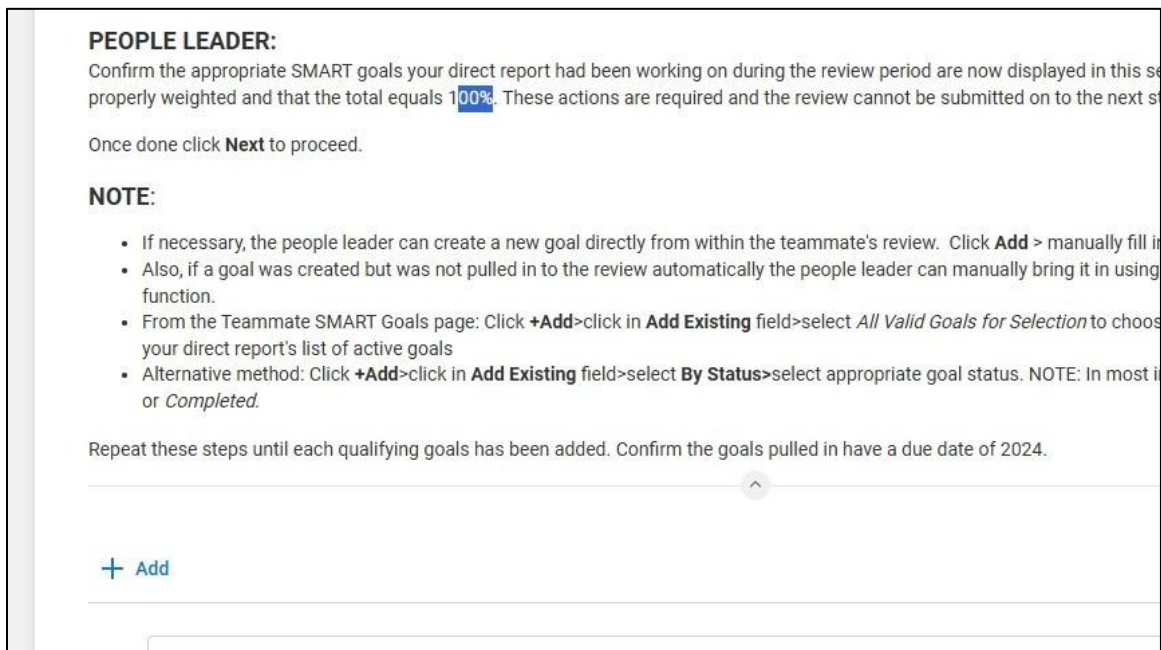 PEOPLE LEADER:
Confirm the appropriate SMART goals your direct report had been working on during the review period are now displayed in this
properly weighted and that the total equals 100%. These actions are required and the review cannot be submitted on to the next
Once done click Next to proceed.
NOTE:
• If necessary, the people leader can create a new goal directly from within the teammate's review. Click Add > manually fill
• Also, if a goal was created but was not pulled in to the review automatically the people leader can manually bring it in using
function.
• From the Teammate SMART Goals page: Click +Add>click in Add Existing field>select All Valid Goals for Selection to
your direct report's list of active goals
• Alternative method: Click +Add>click in Add Existing field>select By Status>select appropriate goal status. NOTE: In most
or Completed.
Repeat these steps until each qualifying goals has been added. Confirm the goals pulled in have a due date of 2024.
+ Add